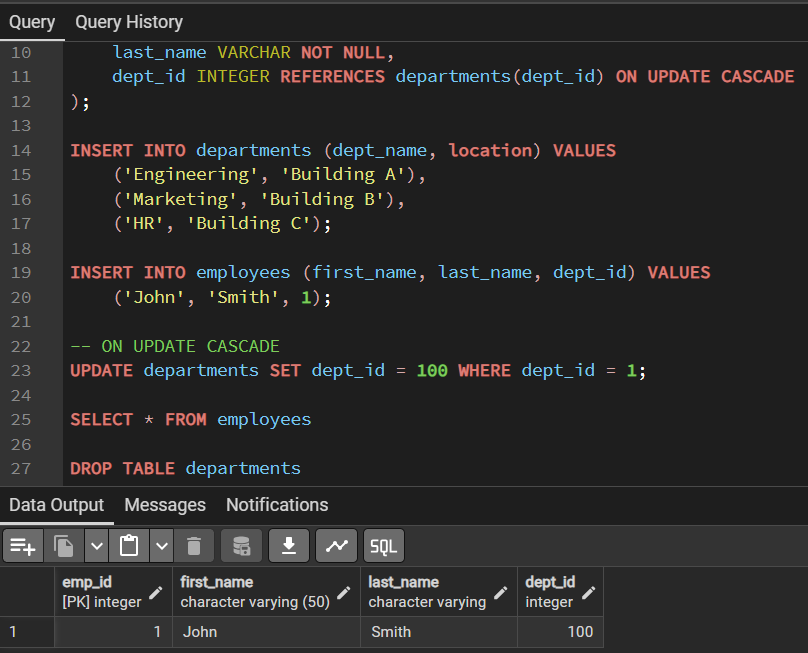 Query Query History
10 last_name VARCHAR NOT NULL,
11 dept_id INTEGER REFERENCES departments(dept_id) ON UPDATE CASCADE
12 );
13
14 INSERT INTO departments (dept_name, location) VALUES
15 ('Engineering', 'Building A'),
16 ('Marketing', 'Building B'),
17 ('HR', 'Building C');
18
19 INSERT INTO employees (first_name, last_name, dept_id) VALUES
20 ('John', 'Smith', 1);
21
22 -- ON UPDATE CASCADE
23 UPDATE departments SET dept_id = 100 WHERE dept_id = 1;
24
25 SELECT * FROM employees
26
27 DROP TABLE departments
Data Output Messages Notifications
SQL
emp_id first_name last_name dept_id
[PK] integer character varying (50) character varying integer
1 1 John Smith 100